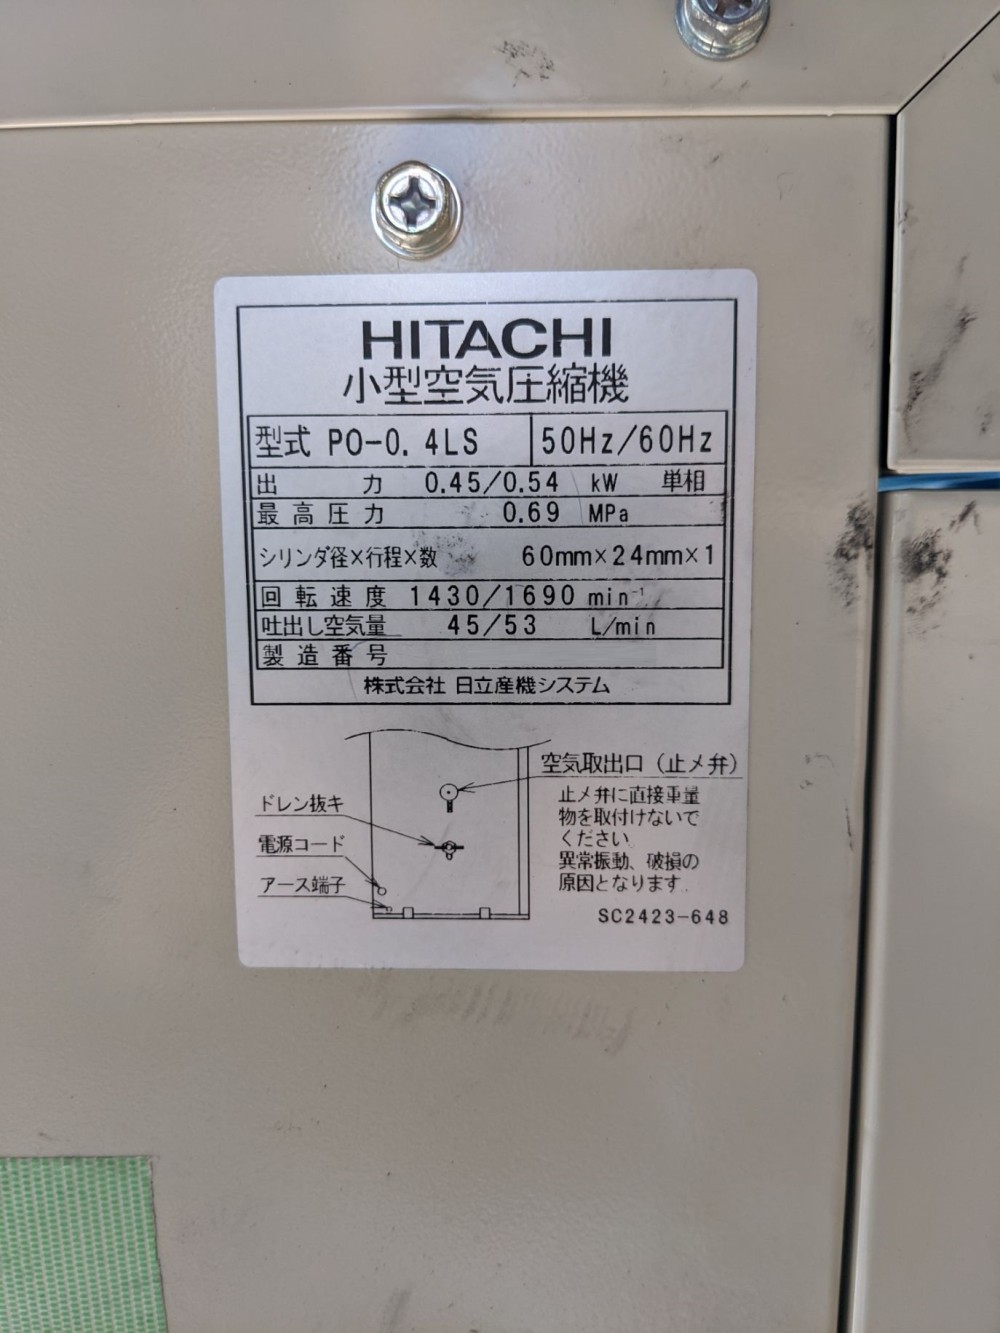 HITACHI
小型空気圧縮機
型式 PO-0.4LS 50Hz/60Hz
出力 0.45/0.54 kW 単相
最高圧力 0.69 MPa
シリンダ径×行程×数 60mm×24mm×1
回転速度 1430/1690 min⁻¹
吐出し空気量 45/53 L/min
製造番号
株式会社 日立産機システム
空気取出口（止メ弁）
止メ弁に直接重量
物を取付けないで
ください。
異常振動、破損の
原因となります。
ドレン抜キ
電源コード
アース端子
SC2423-648